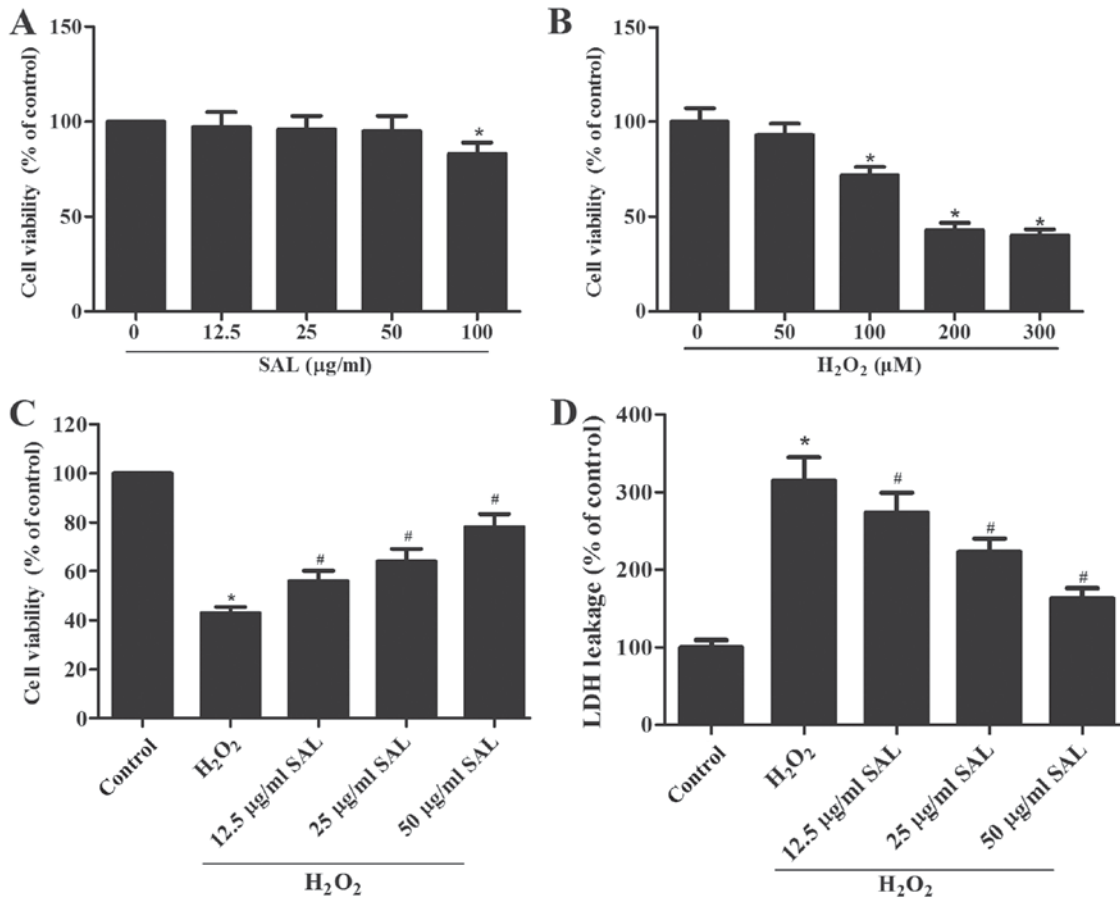 A
Cell viability (% of control)
150
100
50
0
*
0 12.5 25 50 100
SAL (μg/ml)
B
Cell viability (% of control)
150
100
50
0
* * *
0 50 100 200 300
H₂O₂ (μM)
C
Cell viability (% of control)
120
100
80
60
40
20
0
* # # #
Control
H₂O₂
12.5 μg/ml SAL
25 μg/ml SAL
50 μg/ml SAL
H₂O₂
D
LDH leakage (% of control)
400
300
200
100
0
* # # #
Control
H₂O₂
12.5 μg/ml SAL
25 μg/ml SAL
50 μg/ml SAL
H₂O₂